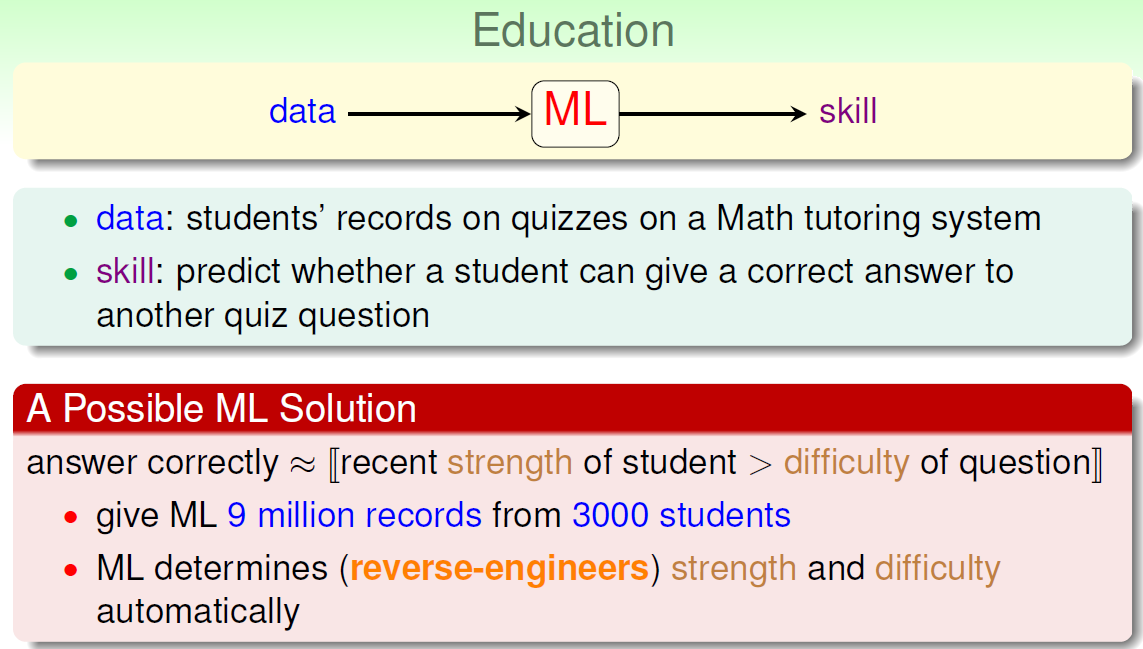 Education
data ML skill
• data: students' records on quizzes on a Math tutoring system
• skill: predict whether a student can give a correct answer to
another quiz question
A Possible ML Solution
answer correctly ≈ ⟦recent strength of student > difficulty of question⟧
• give ML 9 million records from 3000 students
• ML determines (reverse-engineers) strength and difficulty
automatically